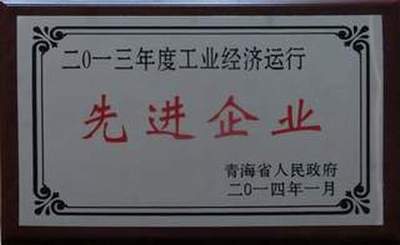 二0一三年度工业经济运行
先进企业
青海省人民政府
二0一四年一月